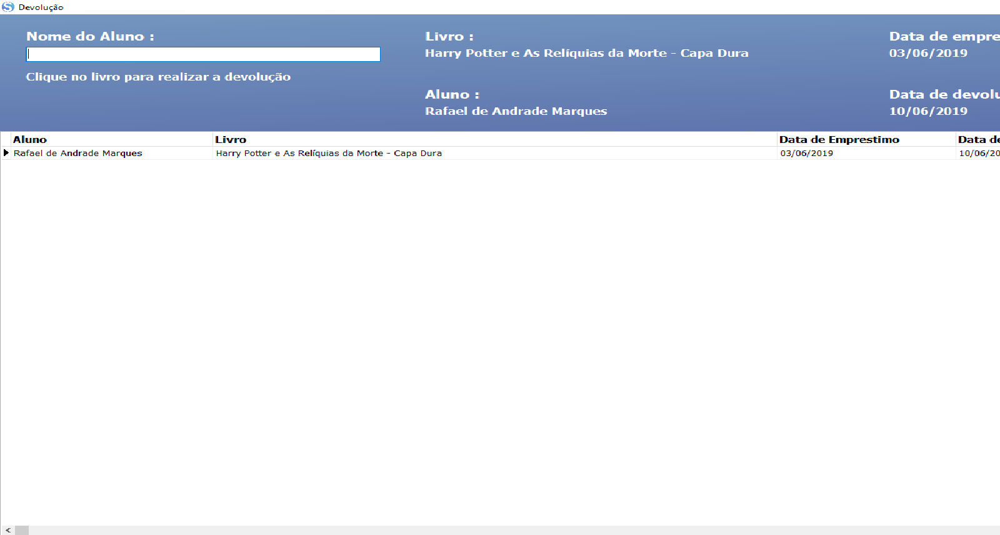 Devolução
Nome do Aluno :
Clique no livro para realizar a devolução
Livro :
Harry Potter e As Relíquias da Morte - Capa Dura
Aluno :
Rafael de Andrade Marques
Data de empre
03/06/2019
Data de devolu
10/06/2019
Aluno Livro Data de Emprestimo Data de
Rafael de Andrade Marques Harry Potter e As Relíquias da Morte - Capa Dura 03/06/2019 10/06/20